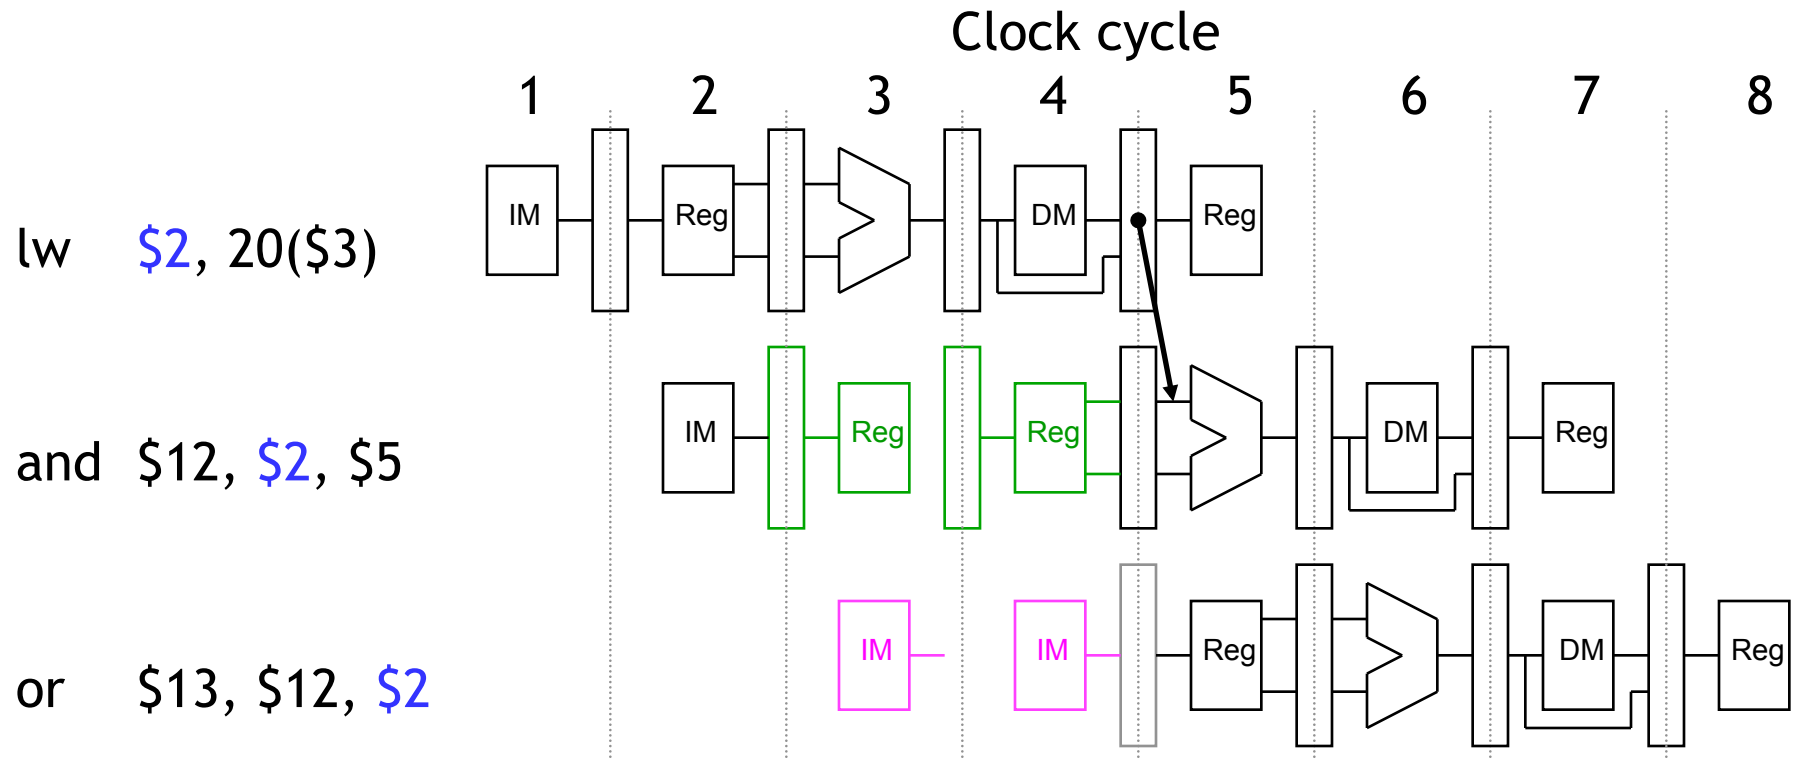 Clock cycle
1 2 3 4 5 6 7 8
lw $2, 20($3) IM Reg DM Reg
and $12, $2, $5 IM Reg Reg DM Reg
or $13, $12, $2 IM IM Reg DM Reg